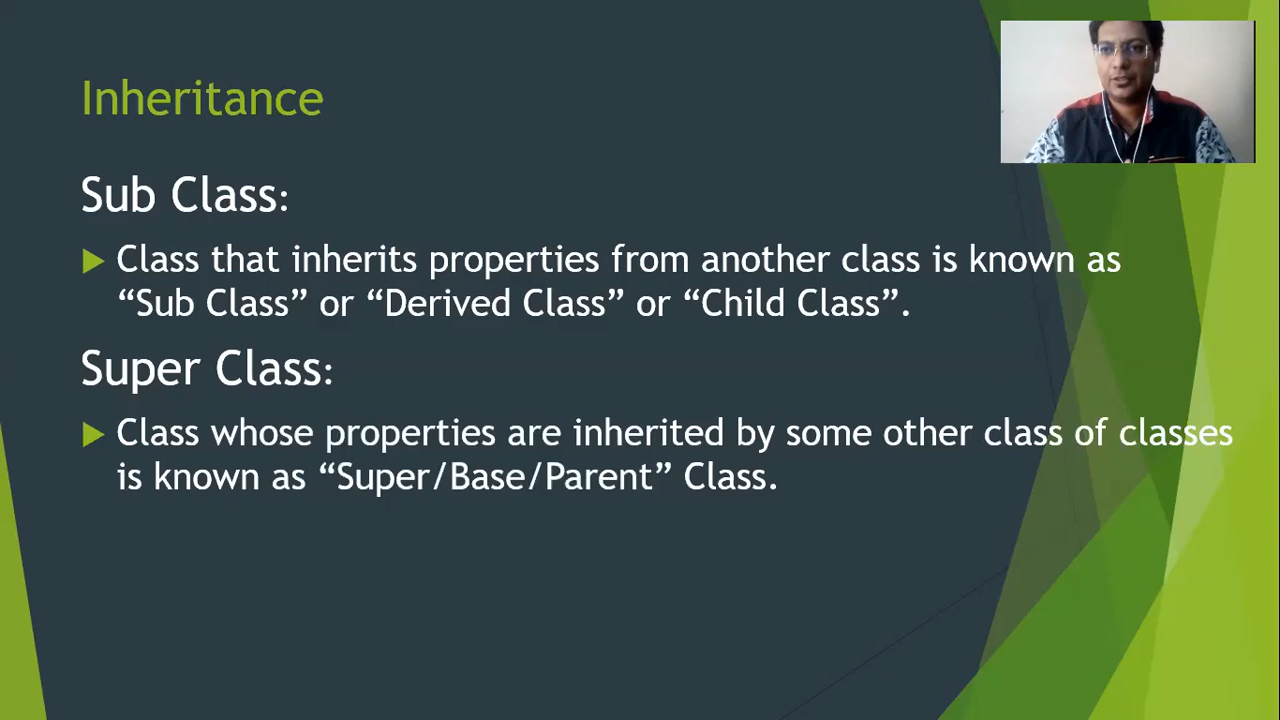 Inheritance
Sub Class:
Class that inherits properties from another class is known as
“Sub Class” or “Derived Class” or “Child Class”.
Super Class:
Class whose properties are inherited by some other class of classes
is known as “Super/Base/Parent” Class.